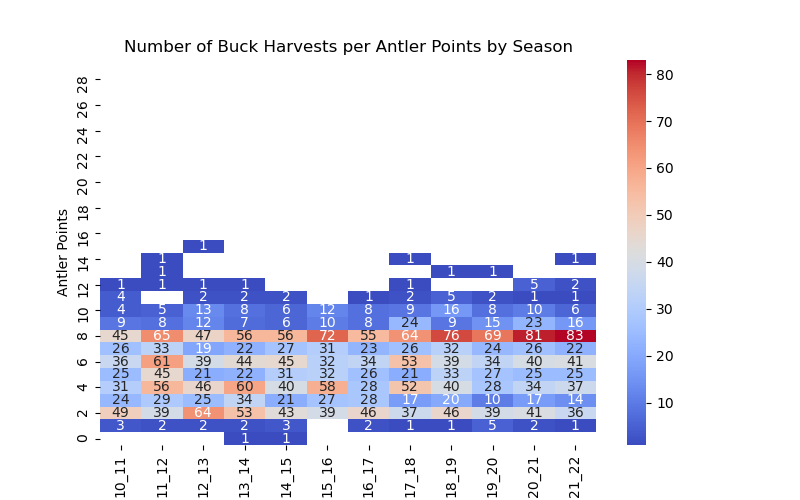 Number of Buck Harvests per Antler Points by Season
Antler Points
28
26
24
22
20
18
16
1
14
1 1 1
1 1 1
12
1 1 1 1 1 5 2
4 2 2 2 1 2 5 2 1 1
10
4 5 13 8 6 12 8 9 16 8 10 6
9 8 12 7 6 10 8 24 9 15 23 16
8
45 65 47 56 56 72 55 64 76 69 81 83
26 33 19 22 27 31 27 26 32 24 26 22
6
36 61 39 44 45 32 34 53 39 34 40 41
25 45 21 22 31 32 26 21 33 27 25 25
4
31 56 46 60 40 58 28 52 40 28 34 37
24 29 25 34 21 27 28 17 20 10 17 14
2
49 39 64 53 43 39 46 37 46 39 41 36
3 2 2 2 3 2 1 1 5 2 1
0
1 1
10_11 11_12 12_13 13_14 14_15 15_16 16_17 17_18 18_19 19_20 20_21 21_22
80
70
60
50
40
30
20
10